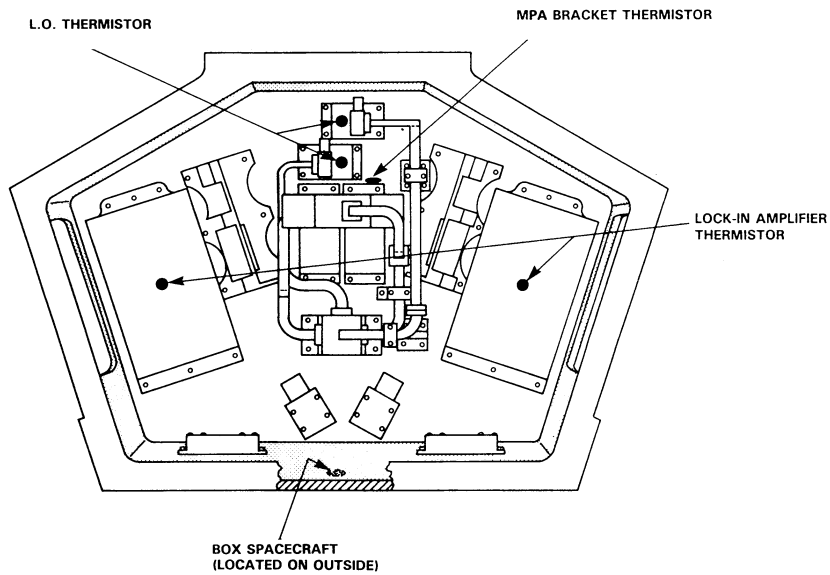 MPA BRACKET THERMISTOR
L.O. THERMISTOR
LOCK-IN AMPLIFIER
THERMISTOR
BOX SPACECRAFT
(LOCATED ON OUTSIDE)